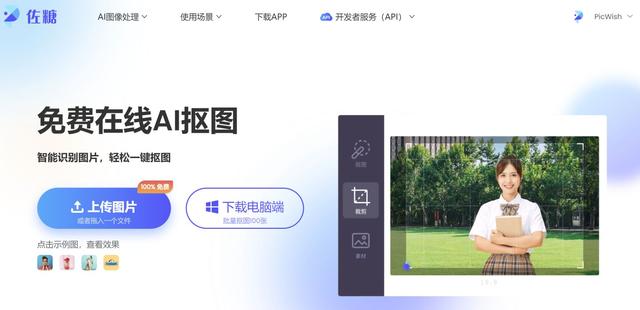 佐糖
AI图像处理
使用场景
下载APP
API
开发者服务（API）
PicWish
免费在线AI抠图
智能识别图片，轻松一键抠图
100% 免费
上传图片
或者拖入一个文件
下载电脑端
批量抠图100张
点击示例图，查看效果
抠图
裁剪
素材
16:9